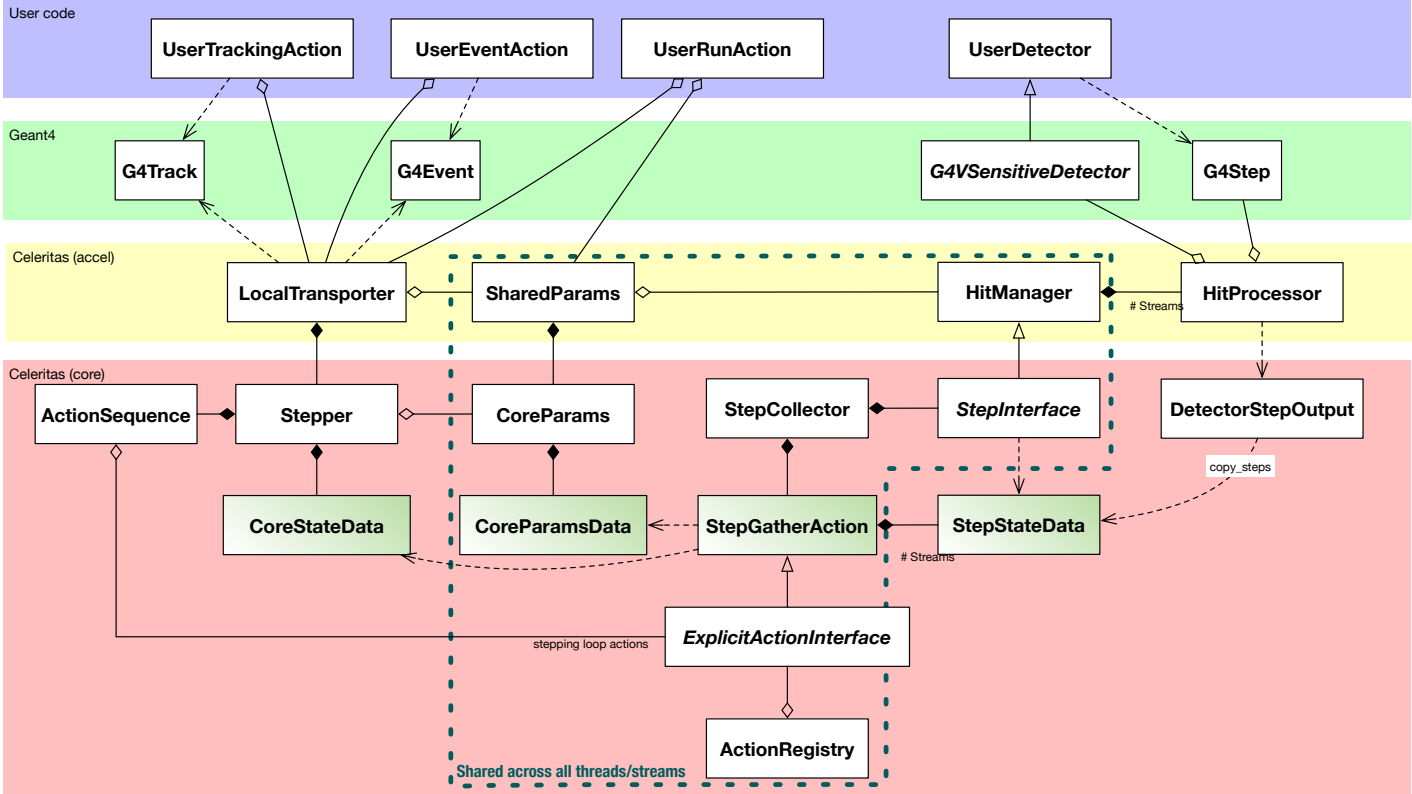 User code
UserTrackingAction
UserEventAction
UserRunAction
UserDetector
Geant4
G4Track
G4Event
G4VSensitiveDetector
G4Step
Celeritas (accel)
LocalTransporter
SharedParams
HitManager
# Streams
HitProcessor
Celeritas (core)
ActionSequence
Stepper
CoreParams
StepCollector
StepInterface
DetectorStepOutput
copy_steps
CoreStateData
CoreParamsData
StepGatherAction
StepStateData
# Streams
stepping loop actions
ExplicitActionInterface
ActionRegistry
Shared across all threads/streams